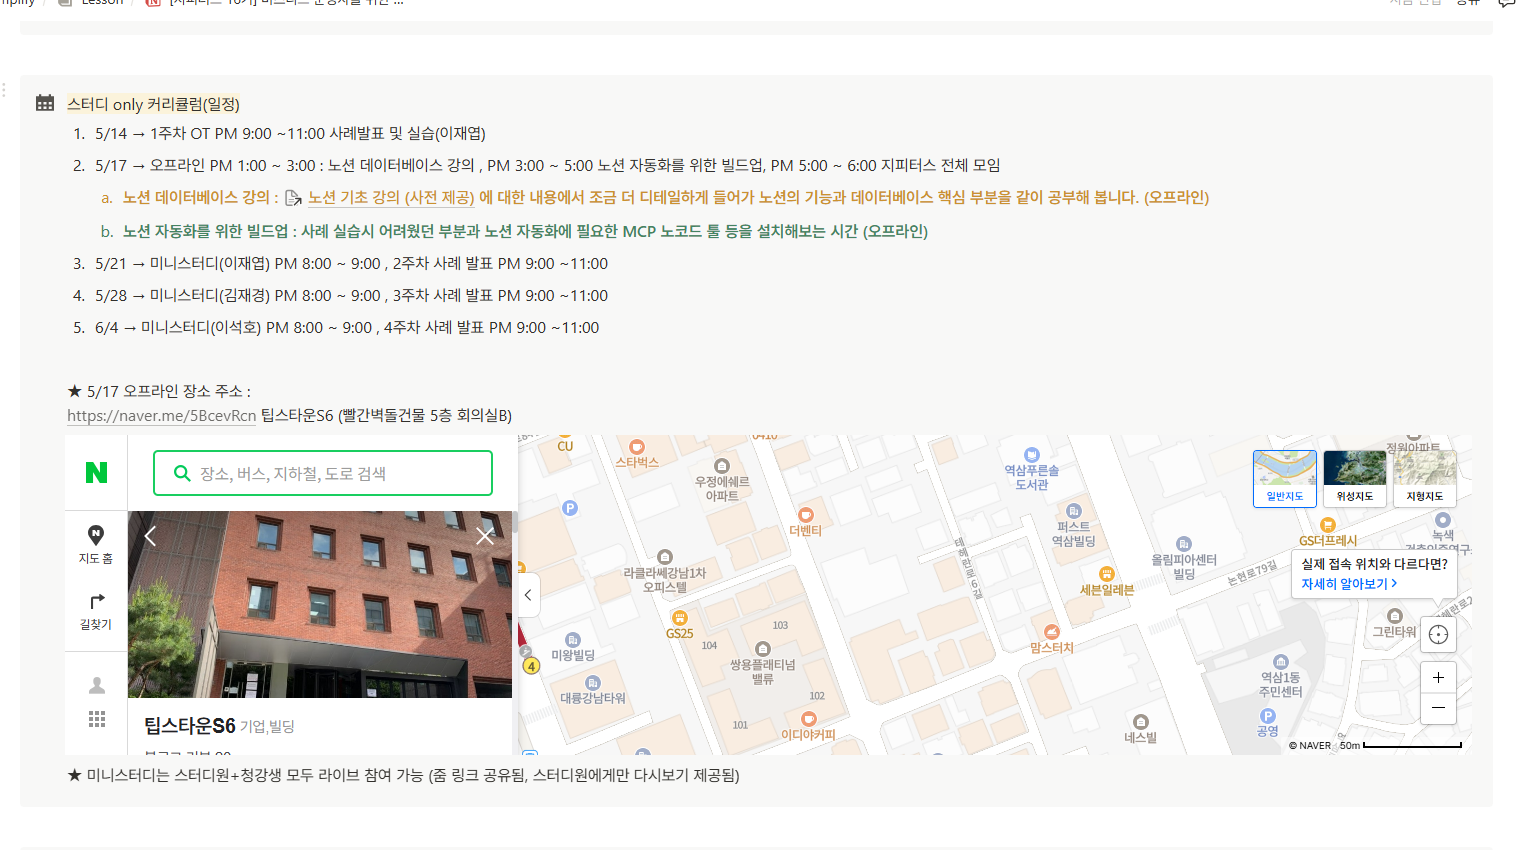 Lesson
스터디 only 커리큘럼(일정)
1. 5/14 → 1주차 OT PM 9:00 ~11:00 사례발표 및 실습(이재엽)
2. 5/17 → 오프라인 PM 1:00 ~ 3:00 : 노션 데이터베이스 강의 , PM 3:00 ~ 5:00 노션 자동화를 위한 빌드업, PM 5:00 ~ 6:00 지피터스 전체 모임
a. 노션 데이터베이스 강의 : 노션 기초 강의 (사전 제공) 에 대한 내용에서 조금 더 디테일하게 들어가 노션의 기능과 데이터베이스 핵심 부분을 같이 공부해 봅니다. (오프라인)
b. 노션 자동화를 위한 빌드업 : 사례 실습시 어려웠던 부분과 노션 자동화에 필요한 MCP 노코드 툴 등을 설치해보는 시간 (오프라인)
3. 5/21 → 미니스터디(이재엽) PM 8:00 ~ 9:00 , 2주차 사례 발표 PM 9:00 ~11:00
4. 5/28 → 미니스터디(김재경) PM 8:00 ~ 9:00 , 3주차 사례 발표 PM 9:00 ~11:00
5. 6/4 → 미니스터디(이석호) PM 8:00 ~ 9:00 , 4주차 사례 발표 PM 9:00 ~11:00
★ 5/17 오프라인 장소 주소 :
https://naver.me/5BcevRcn 팁스타운S6 (빨간벽돌건물 5층 회의실B)
N
장소, 버스, 지하철, 도로 검색
지도 홈
길찾기
팁스타운S6 기업,빌딩
CU
스타벅스
우정에쉐르
아파트
더벤티
라클라쎄강남1차
오피스텔
GS25
미왕빌딩
대륭강남타워
4
103
104
쌍용플래티넘
밸류
102
101
이디야커피
역삼푸른솔
도서관
퍼스트
역삼빌딩
테헤란로6길
올림피아센터
빌딩
세븐일레븐
맘스터치
논현로79길
네스빌
역삼1동
주민센터
P
공영
P
정원아파트
일반지도
위성지도
지형지도
GS더프레시
녹색
실제 접속 위치와 다르다면?
자세히 알아보기 >
그린타워
© NAVER 50m
★ 미니스터디는 스터디원+청강생 모두 라이브 참여 가능 (줌 링크 공유됨, 스터디원에게만 다시보기 제공됨)